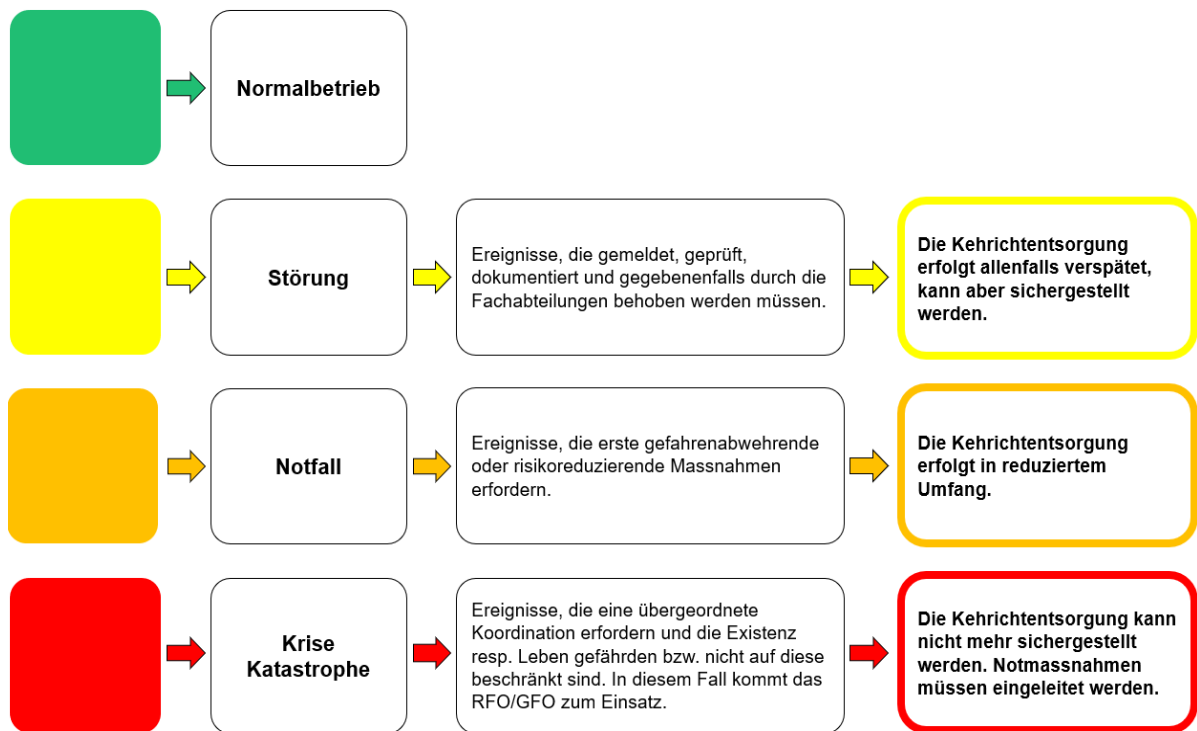 Normalbetrieb
Störung
Ereignisse, die gemeldet, geprüft,
dokumentiert und gegebenenfalls durch die
Fachabteilungen behoben werden müssen.
Die Kehrichtentsorgung
erfolgt allenfalls verspätet,
kann aber sichergestellt
werden.
Notfall
Ereignisse, die erste gefahrenabwehrende
oder risikoreduzierende Massnahmen
erfordern.
Die Kehrichtentsorgung
erfolgt in reduziertem
Umfang.
Krise
Katastrophe
Ereignisse, die eine übergeordnete
Koordination erfordern und die Existenz
resp. Leben gefährden bzw. nicht auf diese
beschränkt sind. In diesem Fall kommt das
RFO/GFO zum Einsatz.
Die Kehrichtentsorgung kann
nicht mehr sichergestellt
werden. Notmassnahmen
müssen eingeleitet werden.